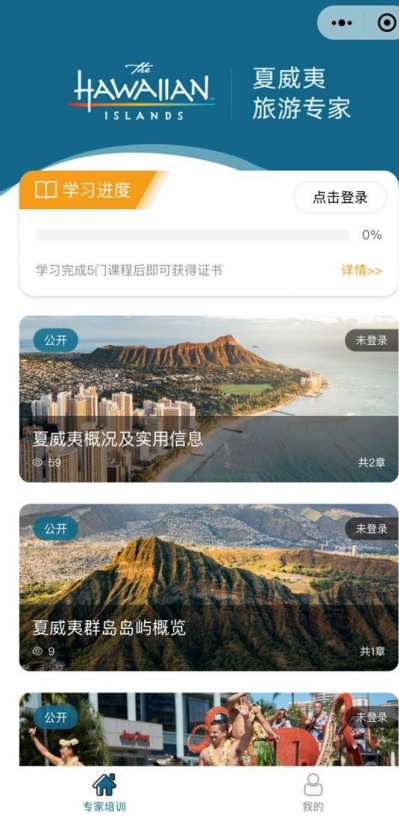 The
HAWAIIAN
ISLANDS
夏威夷
旅游专家
学习进度
点击登录
0%
学习完成5门课程后即可获得证书
详情>>
公开
未登录
夏威夷概况及实用信息
59
共2章
公开
未登录
夏威夷群岛岛屿概览
9
共1章
公开
未登录
专家培训
我的